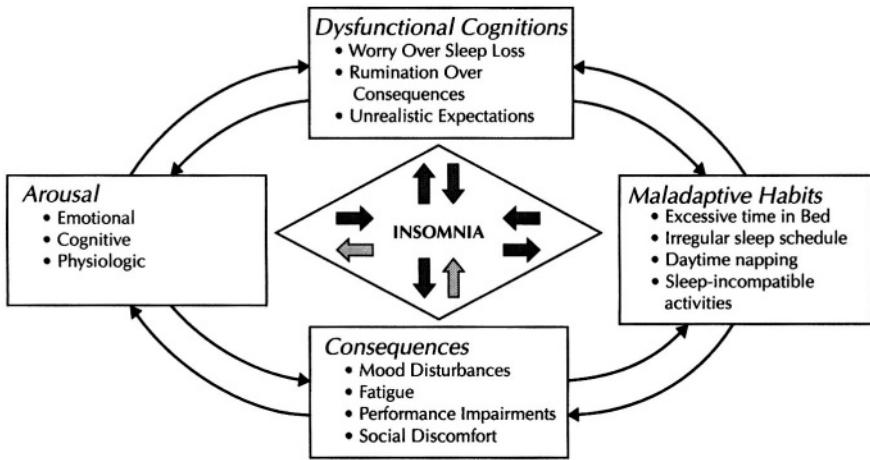 Dysfunctional Cognitions
• Worry Over Sleep Loss
• Rumination Over
Consequences
• Unrealistic Expectations
Arousal
• Emotional
• Cognitive
• Physiologic
INSOMNIA
Maladaptive Habits
• Excessive time in Bed
• Irregular sleep schedule
• Daytime napping
• Sleep-incompatible
activities
Consequences
• Mood Disturbances
• Fatigue
• Performance Impairments
• Social Discomfort